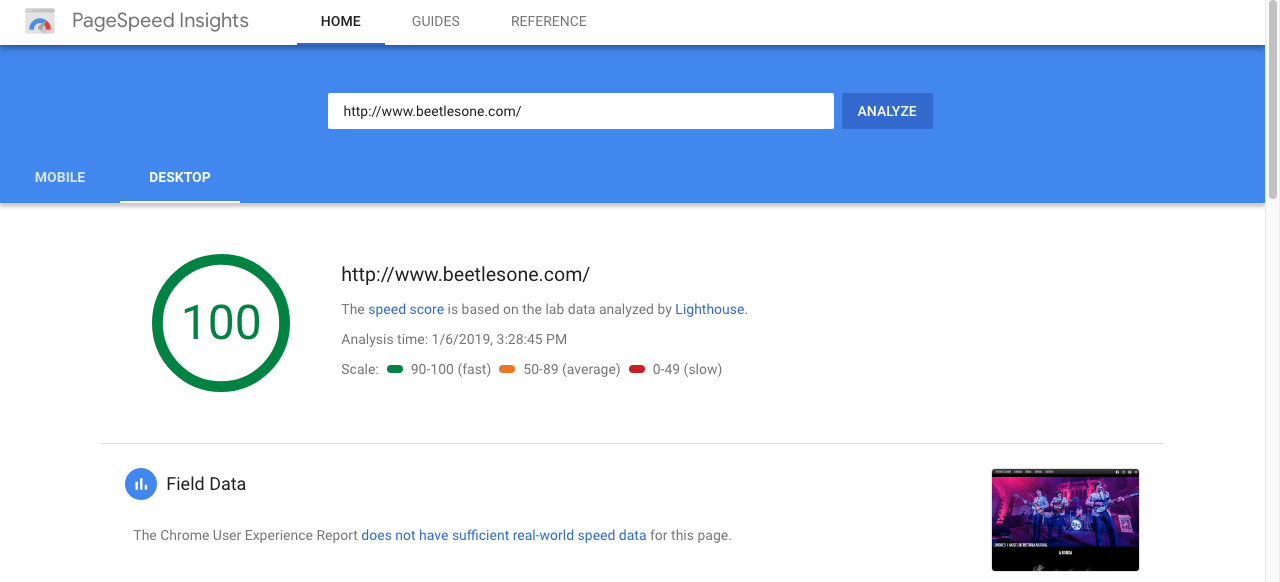 PageSpeed Insights HOME GUIDES REFERENCE
http://www.beetlesone.com/ ANALYZE
MOBILE DESKTOP
100
http://www.beetlesone.com/
The speed score is based on the lab data analyzed by Lighthouse.
Analysis time: 1/6/2019, 3:28:45 PM
Scale: 90-100 (fast) 50-89 (average) 0-49 (slow)
Field Data
The Chrome User Experience Report does not have sufficient real-world speed data for this page.